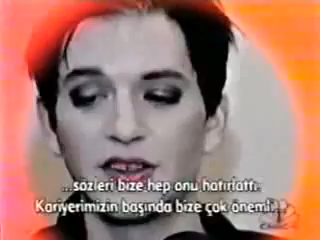 ...sözleri bize hep onu hatırlattı.
Kariyerimizin başında bize çok önemli